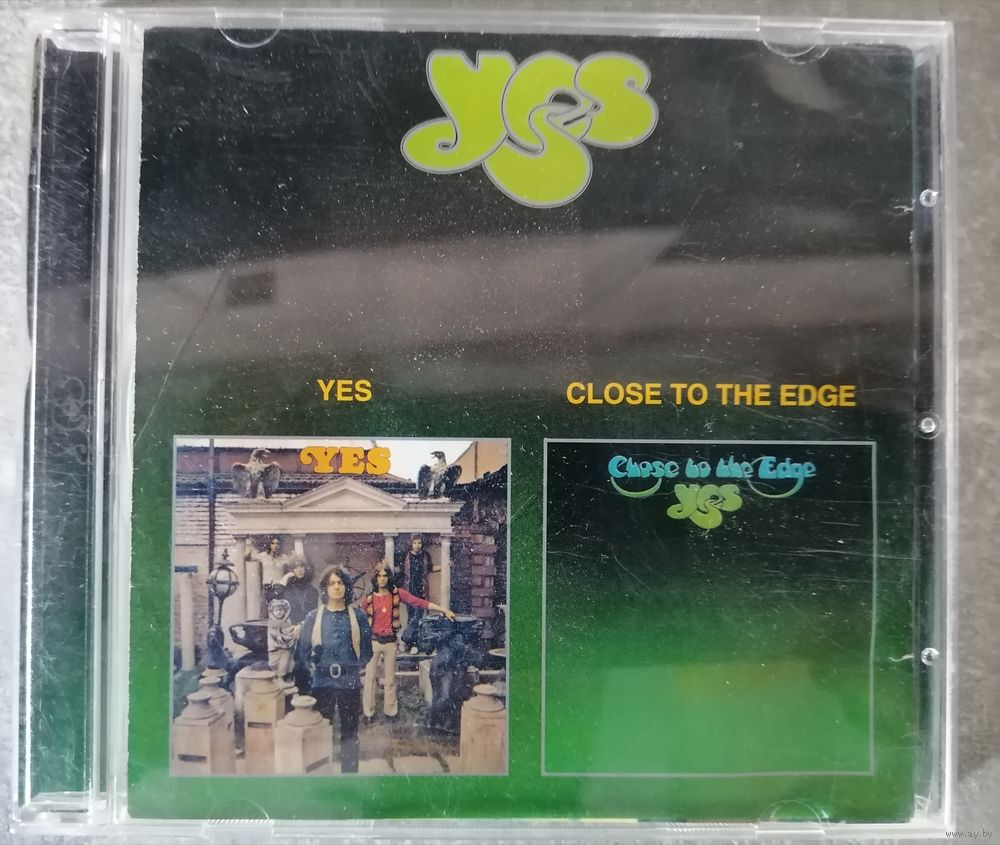 yes
YES
CLOSE TO THE EDGE
YES
Close to the Edge
yes
www.ay.by